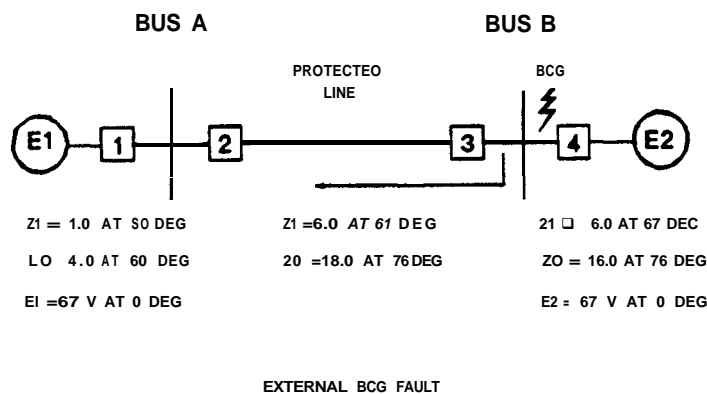 BUS A
BUS B
PROTECTEO
LINE
BCG
E1
1
2
3
4
E2
Z1 = 1.0 AT SO DEG
Z1 =6.0 AT 61 DEG
21 □ 6.0 AT 67 DEC
LO 4.0 AT 60 DEG
20 =18.0 AT 76 DEG
ZO = 16.0 AT 76 DEG
EI =67 V AT 0 DEG
E2 = 67 V AT 0 DEG
EXTERNAL BCG FAULT